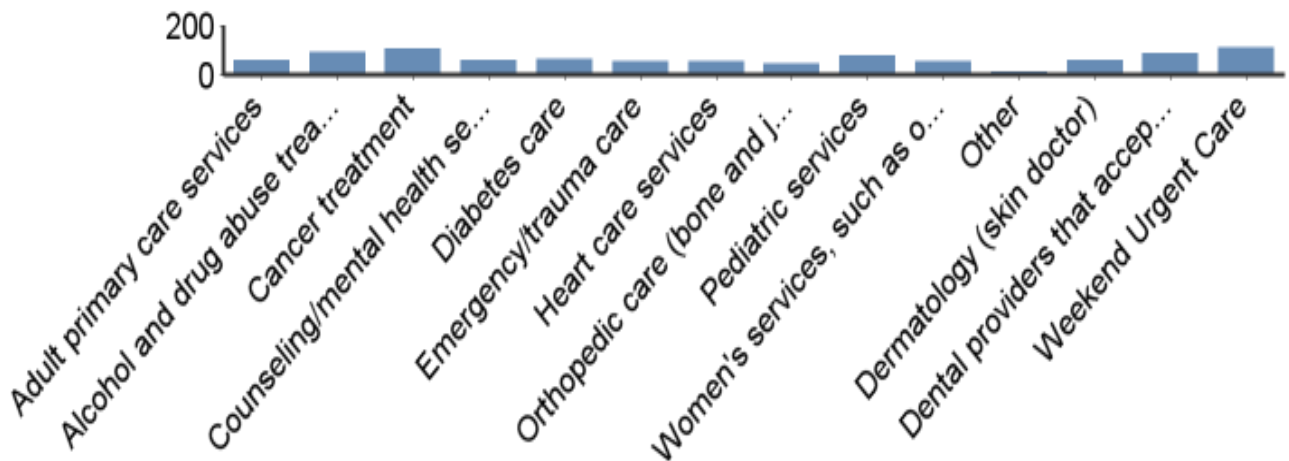 200
0
Adult primary care services
Alcohol and drug abuse trea...
Cancer treatment
Counseling/mental health se...
Diabetes care
Emergency/trauma care
Heart care services
Orthopedic care (bone and j...
Pediatric services
Women's services, such as o...
Other
Dermatology (skin doctor)
Dental providers that accep...
Weekend Urgent Care